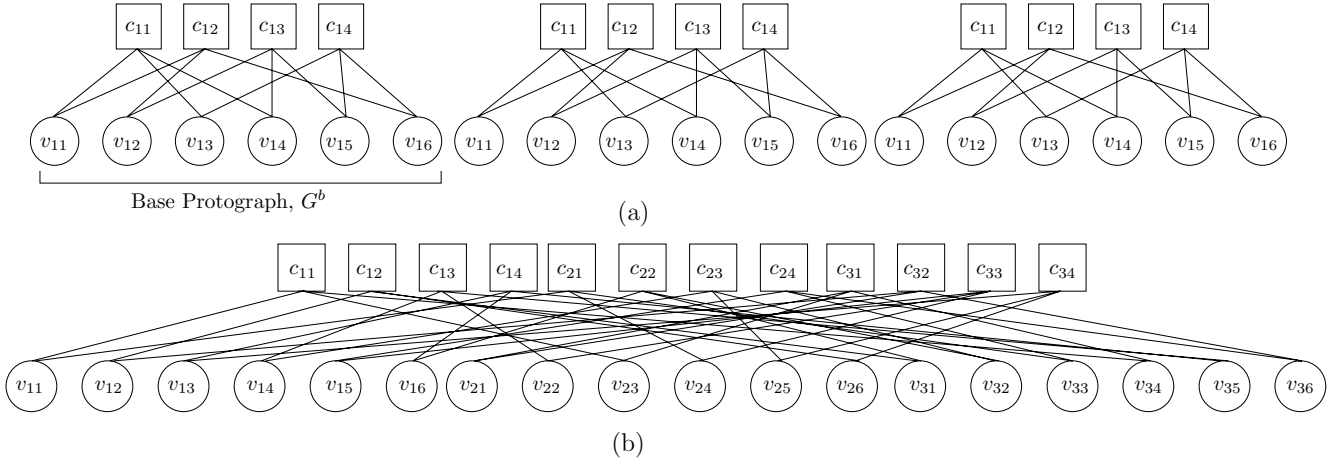 c₁₁ c₁₂ c₁₃ c₁₄ c₁₁ c₁₂ c₁₃ c₁₄ c₁₁ c₁₂ c₁₃ c₁₄
v₁₁ v₁₂ v₁₃ v₁₄ v₁₅ v₁₆ v₁₁ v₁₂ v₁₃ v₁₄ v₁₅ v₁₆ v₁₁ v₁₂ v₁₃ v₁₄ v₁₅ v₁₆
Base Protograph, Gᵇ
(a)
c₁₁ c₁₂ c₁₃ c₁₄ c₂₁ c₂₂ c₂₃ c₂₄ c₃₁ c₃₂ c₃₃ c₃₄
v₁₁ v₁₂ v₁₃ v₁₄ v₁₅ v₁₆ v₂₁ v₂₂ v₂₃ v₂₄ v₂₅ v₂₆ v₃₁ v₃₂ v₃₃ v₃₄ v₃₅ v₃₆
(b)